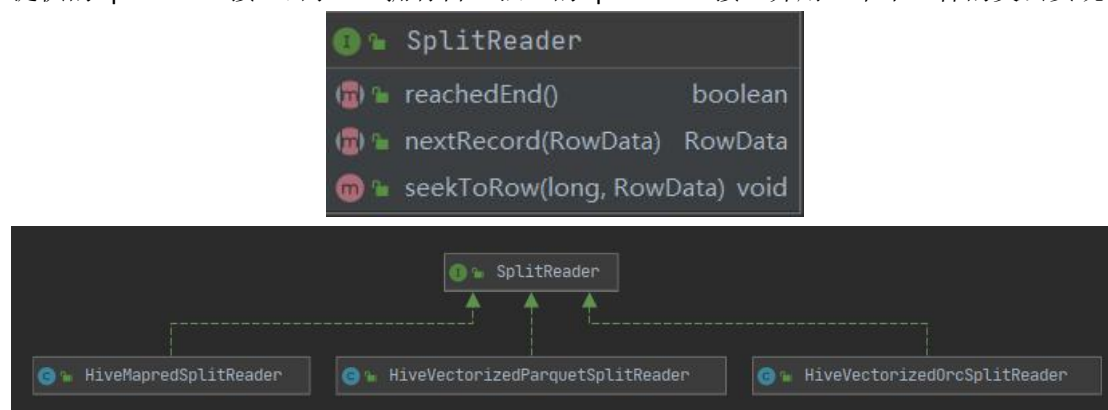 SplitReader
reachedEnd() boolean
nextRecord(RowData) RowData
seekToRow(long, RowData) void
SplitReader
HiveMapredSplitReader
HiveVectorizedParquetSplitReader
HiveVectorizedOrcSplitReader